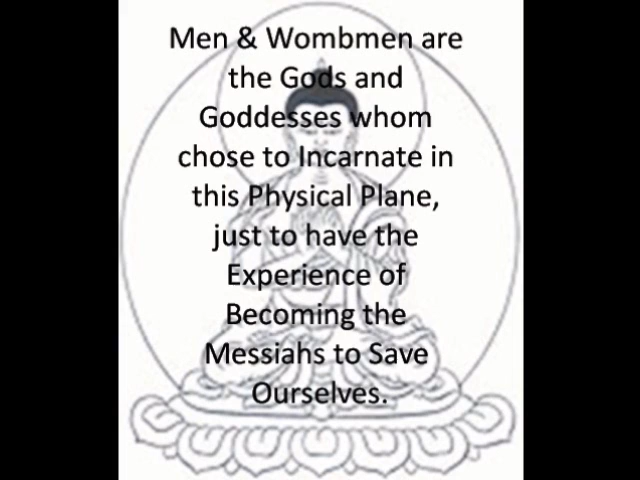 Men & Wombmen are
the Gods and
Goddesses whom
chose to Incarnate in
this Physical Plane,
just to have the
Experience of
Becoming the
Messiahs to Save
Ourselves.